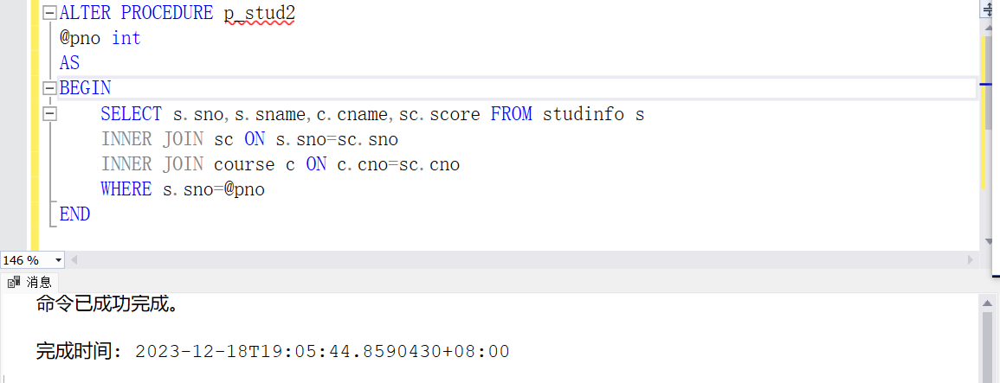 ALTER PROCEDURE p_stud2
@pno int
AS
BEGIN
SELECT s.sno,s.sname,c.cname,sc.score FROM studinfo s
INNER JOIN sc ON s.sno=sc.sno
INNER JOIN course c ON c.cno=sc.cno
WHERE s.sno=@pno
END
146 %
消息
命令已成功完成。
完成时间: 2023-12-18T19:05:44.8590430+08:00